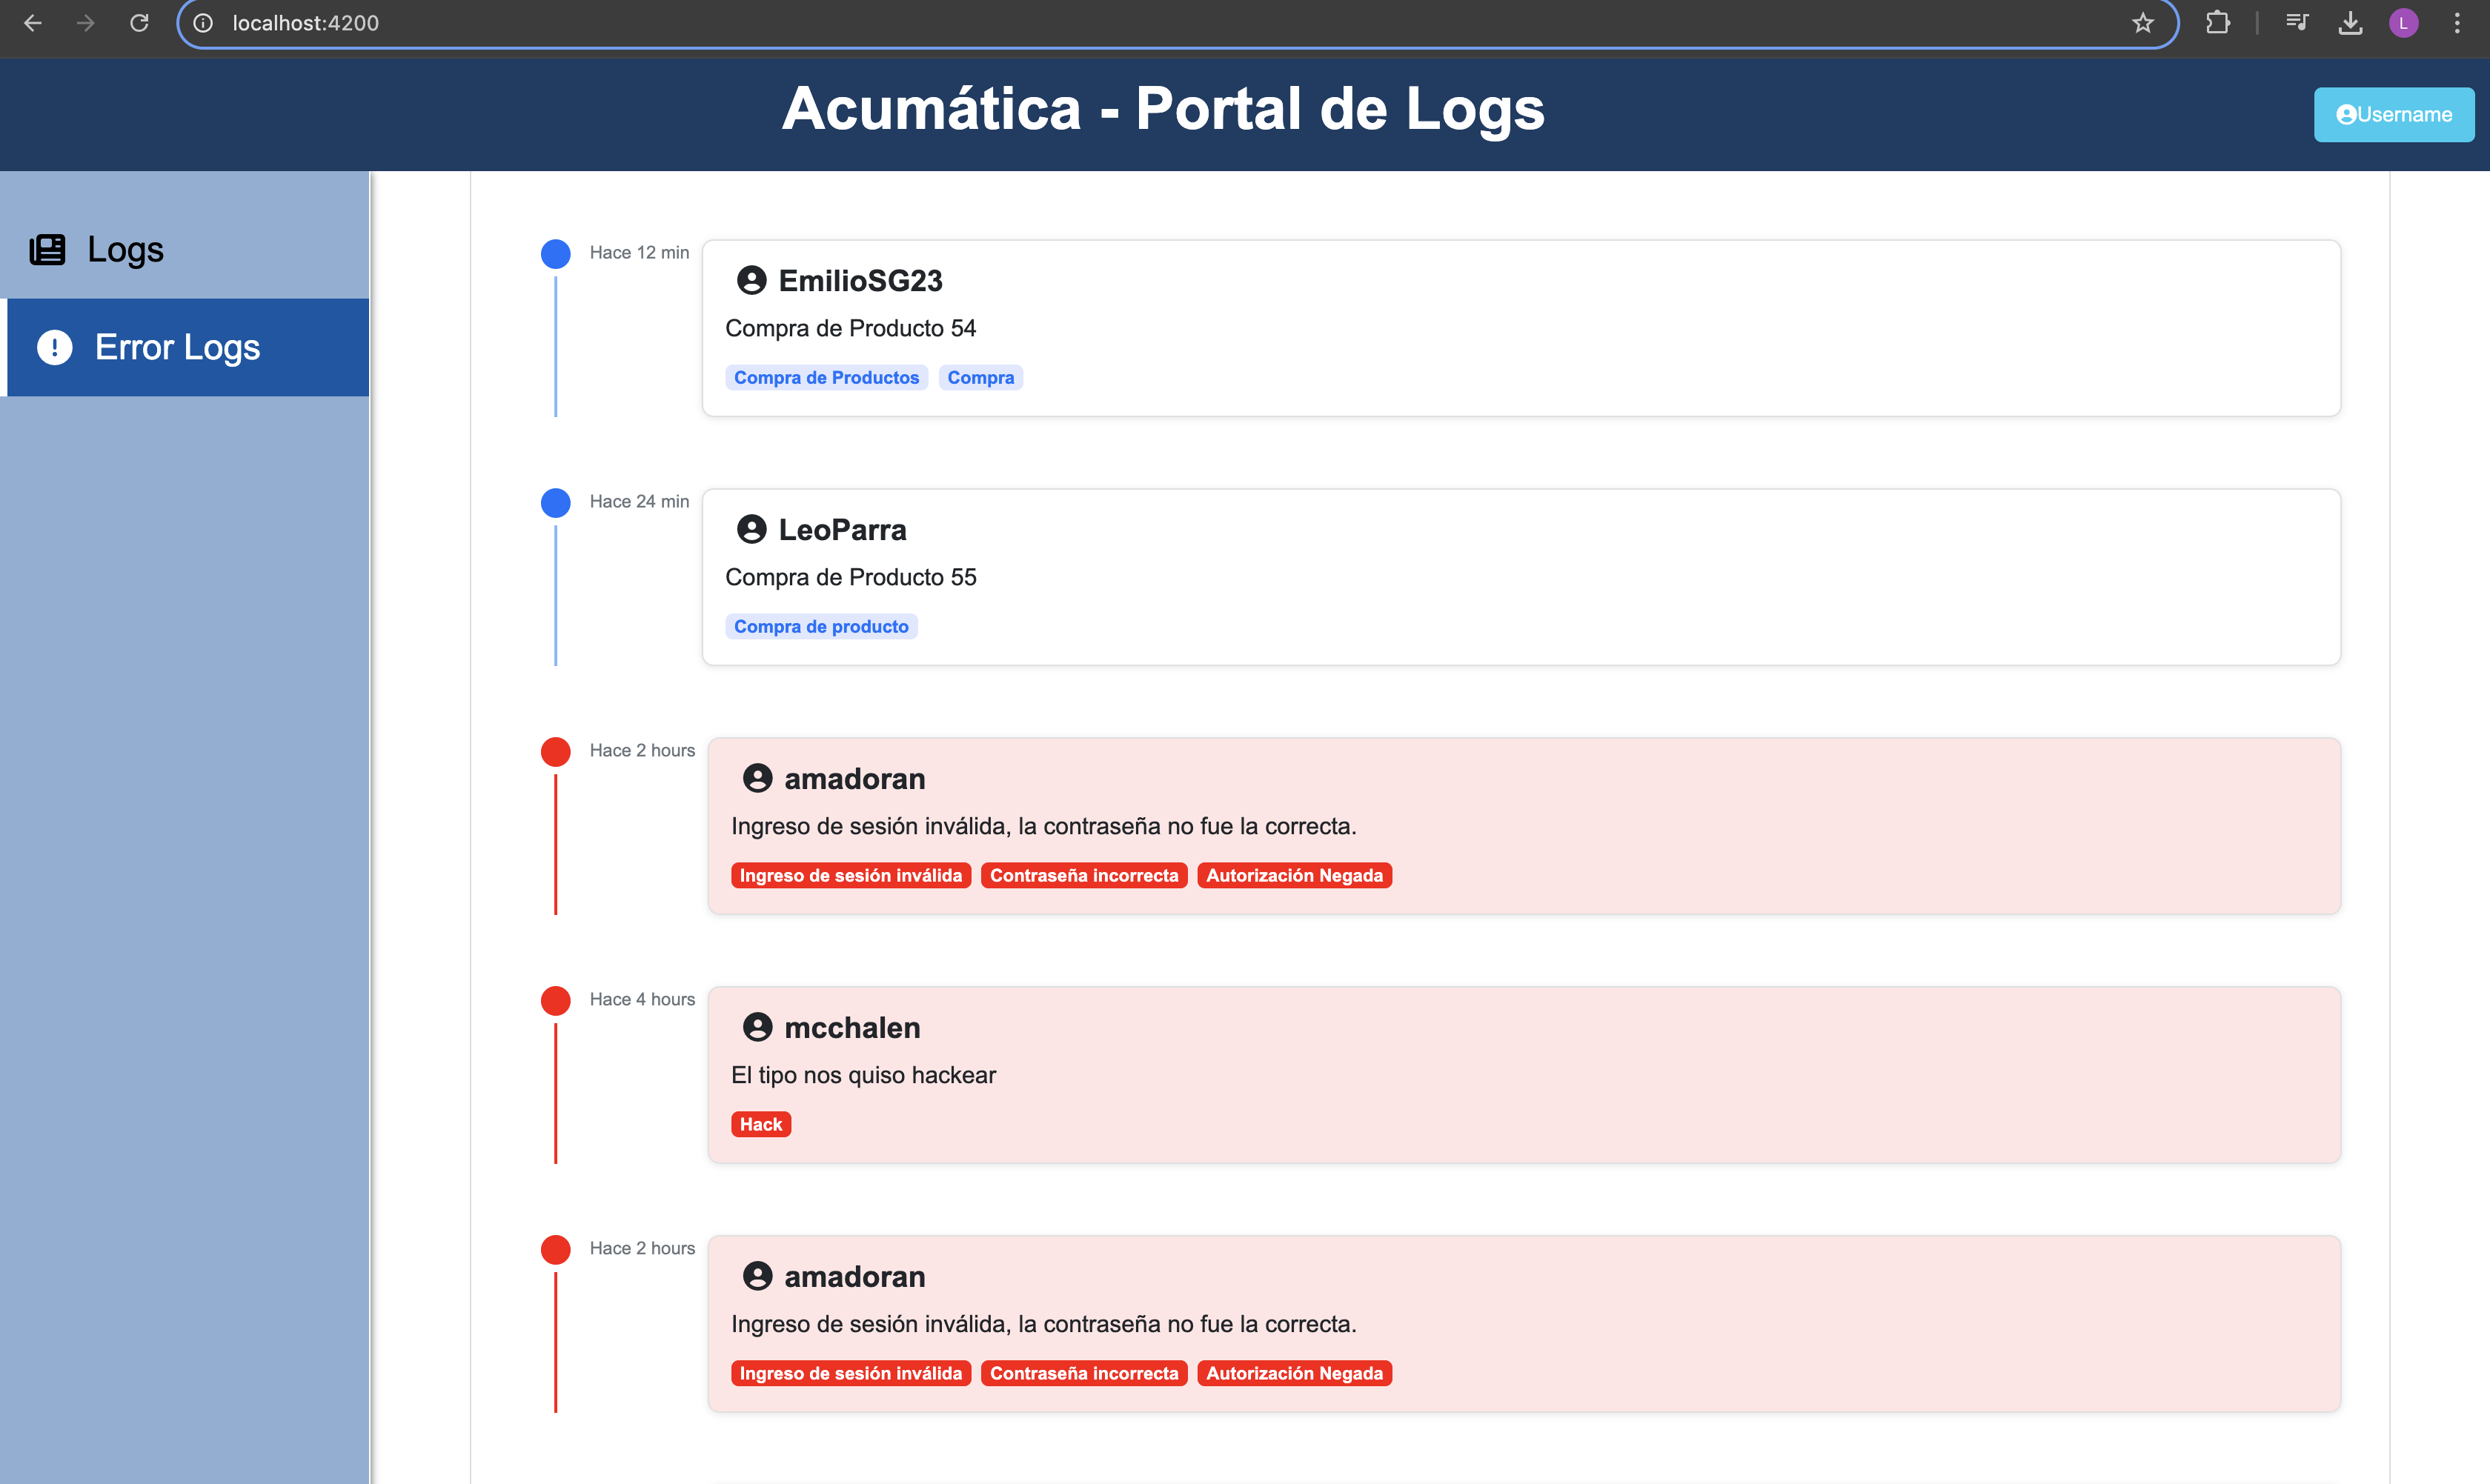 localhost:4200
L
Acumática - Portal de Logs
Username
Logs
Error Logs
Hace 12 min
EmilioSG23
Compra de Producto 54
Compra de Productos Compra
Hace 24 min
LeoParra
Compra de Producto 55
Compra de producto
Hace 2 hours
amadoran
Ingreso de sesión inválida, la contraseña no fue la correcta.
Ingreso de sesión inválida Contraseña incorrecta Autorización Negada
Hace 4 hours
mcchalen
El tipo nos quiso hackear
Hack
Hace 2 hours
amadoran
Ingreso de sesión inválida, la contraseña no fue la correcta.
Ingreso de sesión inválida Contraseña incorrecta Autorización Negada